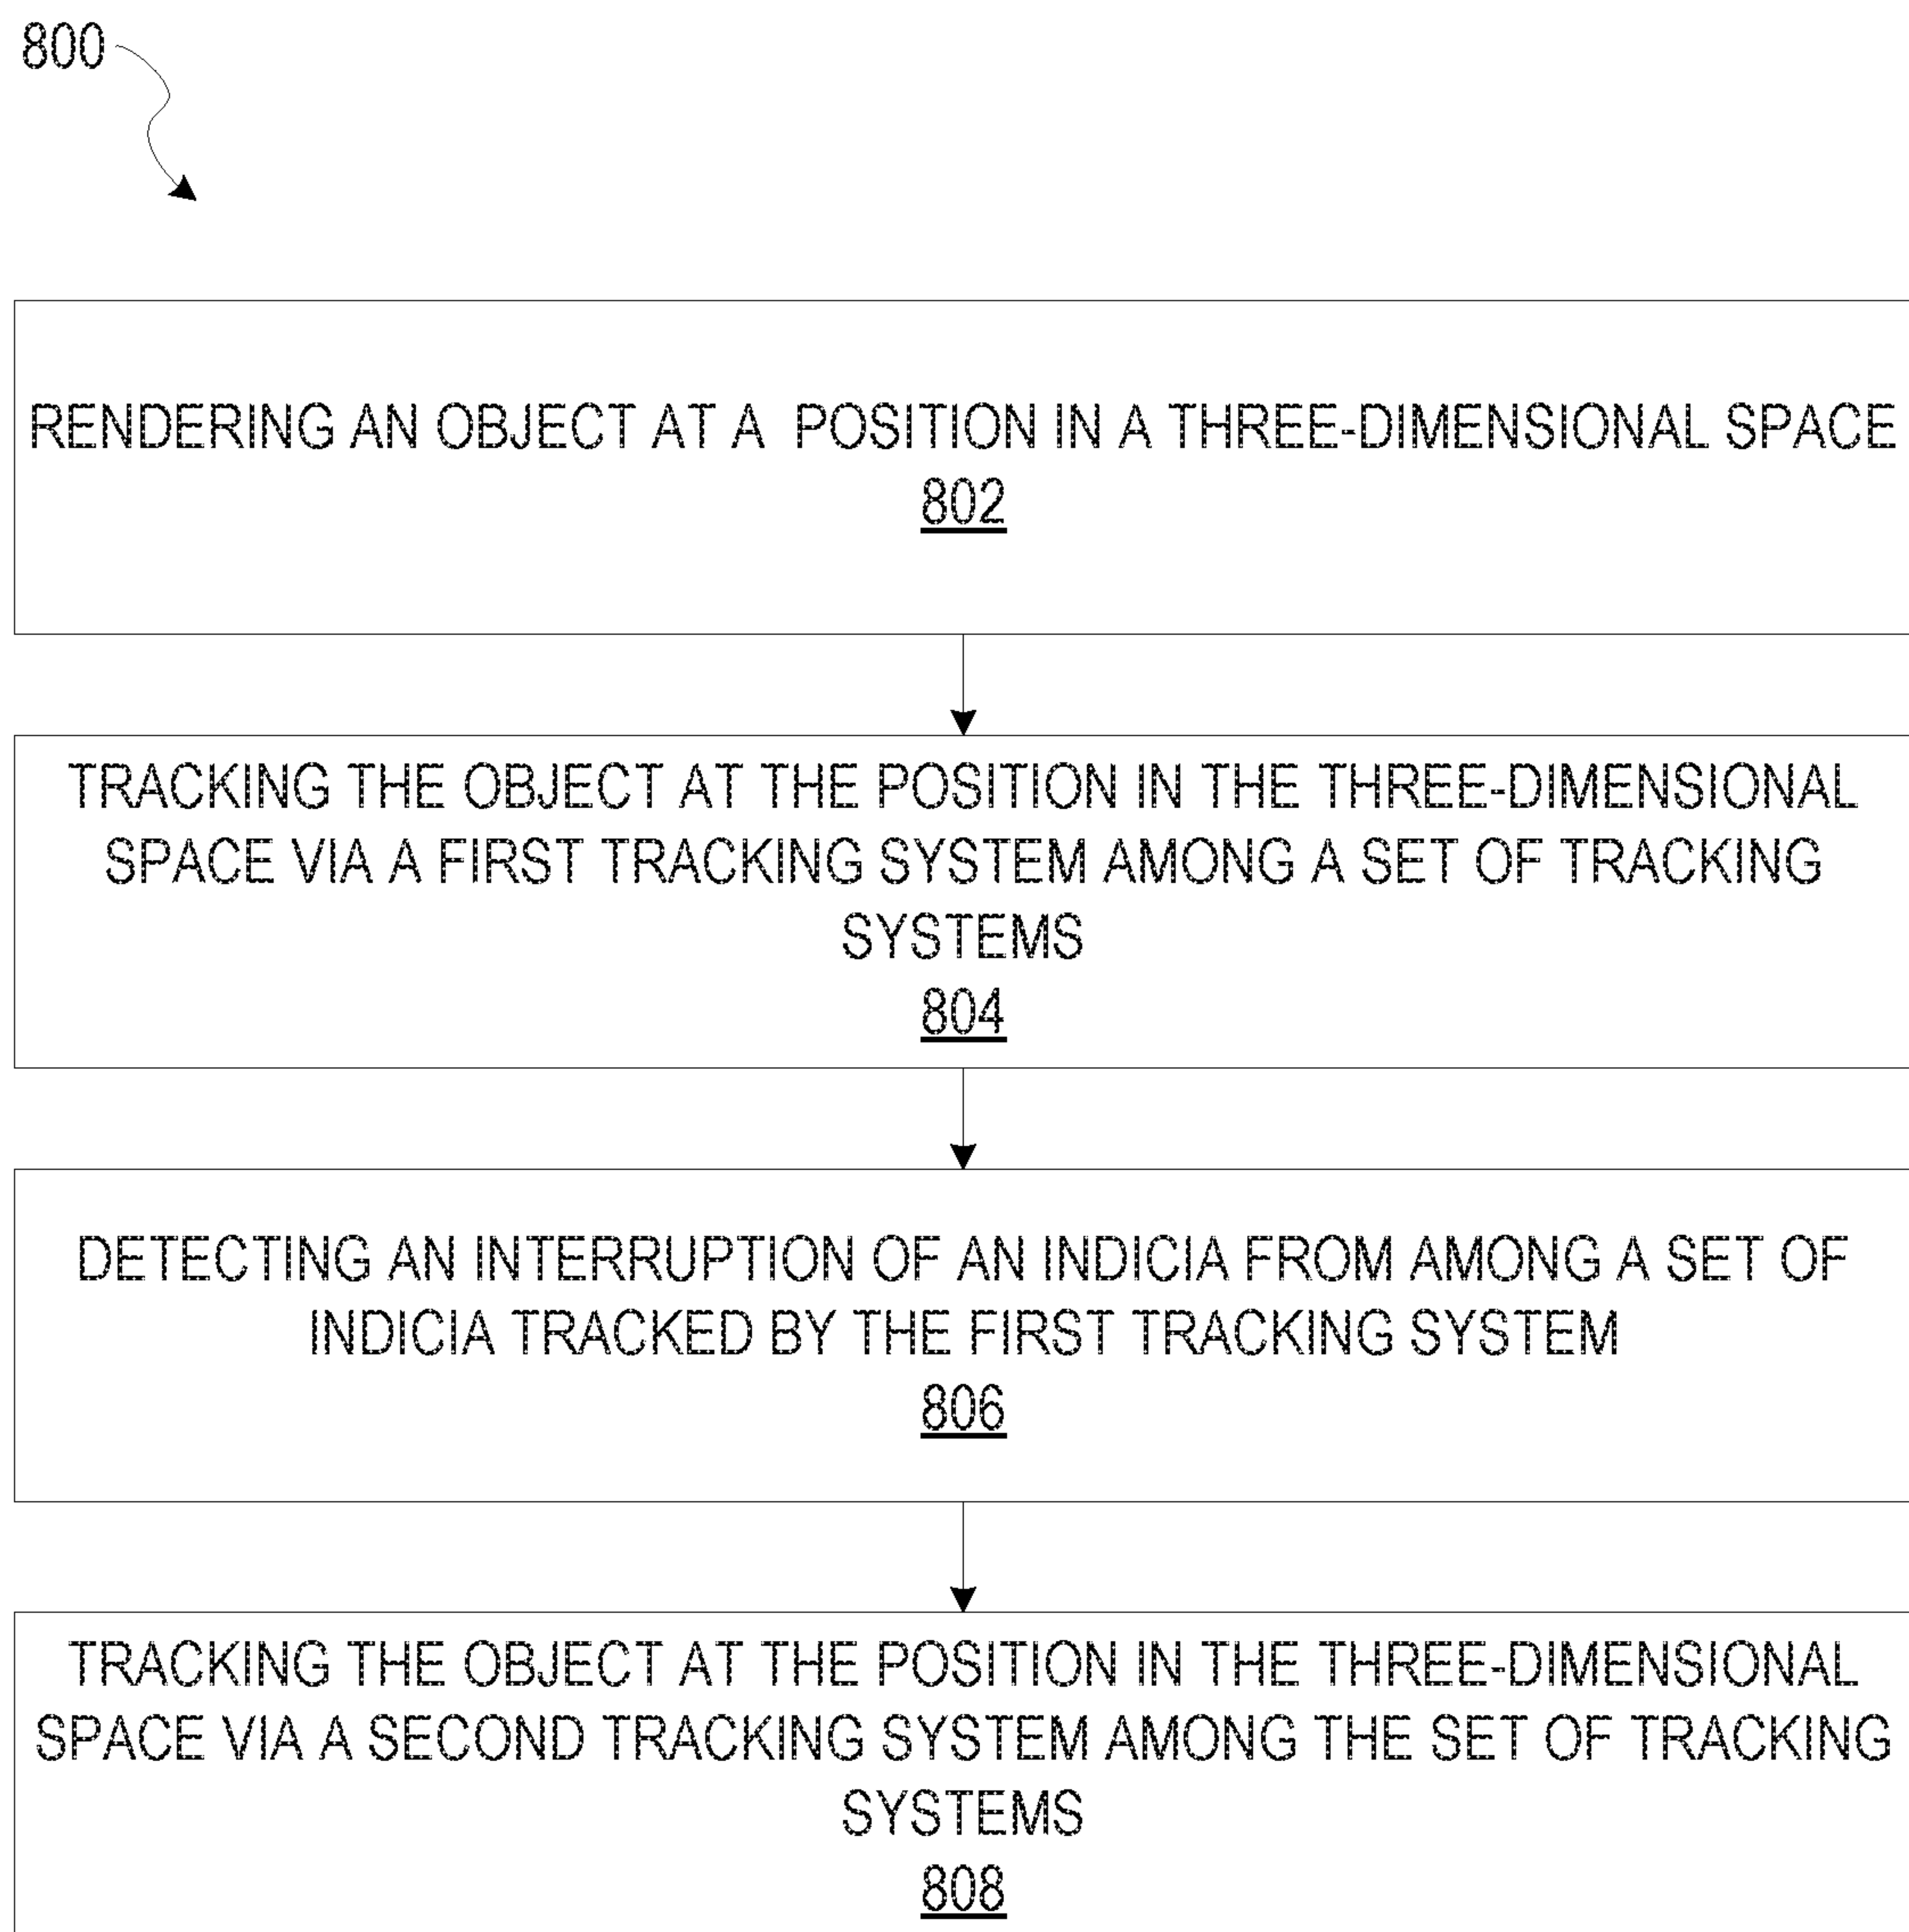 800
RENDERING AN OBJECT AT A POSITION IN A THREE-DIMENSIONAL SPACE
802
TRACKING THE OBJECT AT THE POSITION IN THE THREE-DIMENSIONAL
SPACE VIA A FIRST TRACKING SYSTEM AMONG A SET OF TRACKING
SYSTEMS
804
DETECTING AN INTERRUPTION OF AN INDICIA FROM AMONG A SET OF
INDICIA TRACKED BY THE FIRST TRACKING SYSTEM
806
TRACKING THE OBJECT AT THE POSITION IN THE THREE-DIMENSIONAL
SPACE VIA A SECOND TRACKING SYSTEM AMONG THE SET OF TRACKING
SYSTEMS
808